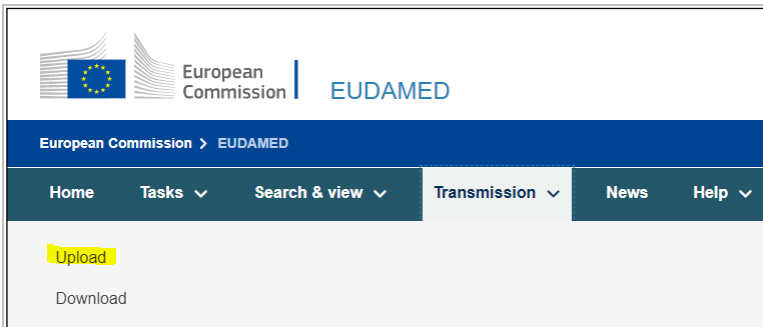 European
Commission
EUDAMED
European Commission > EUDAMED
Home Tasks Search & view Transmission News Help
Upload
Download